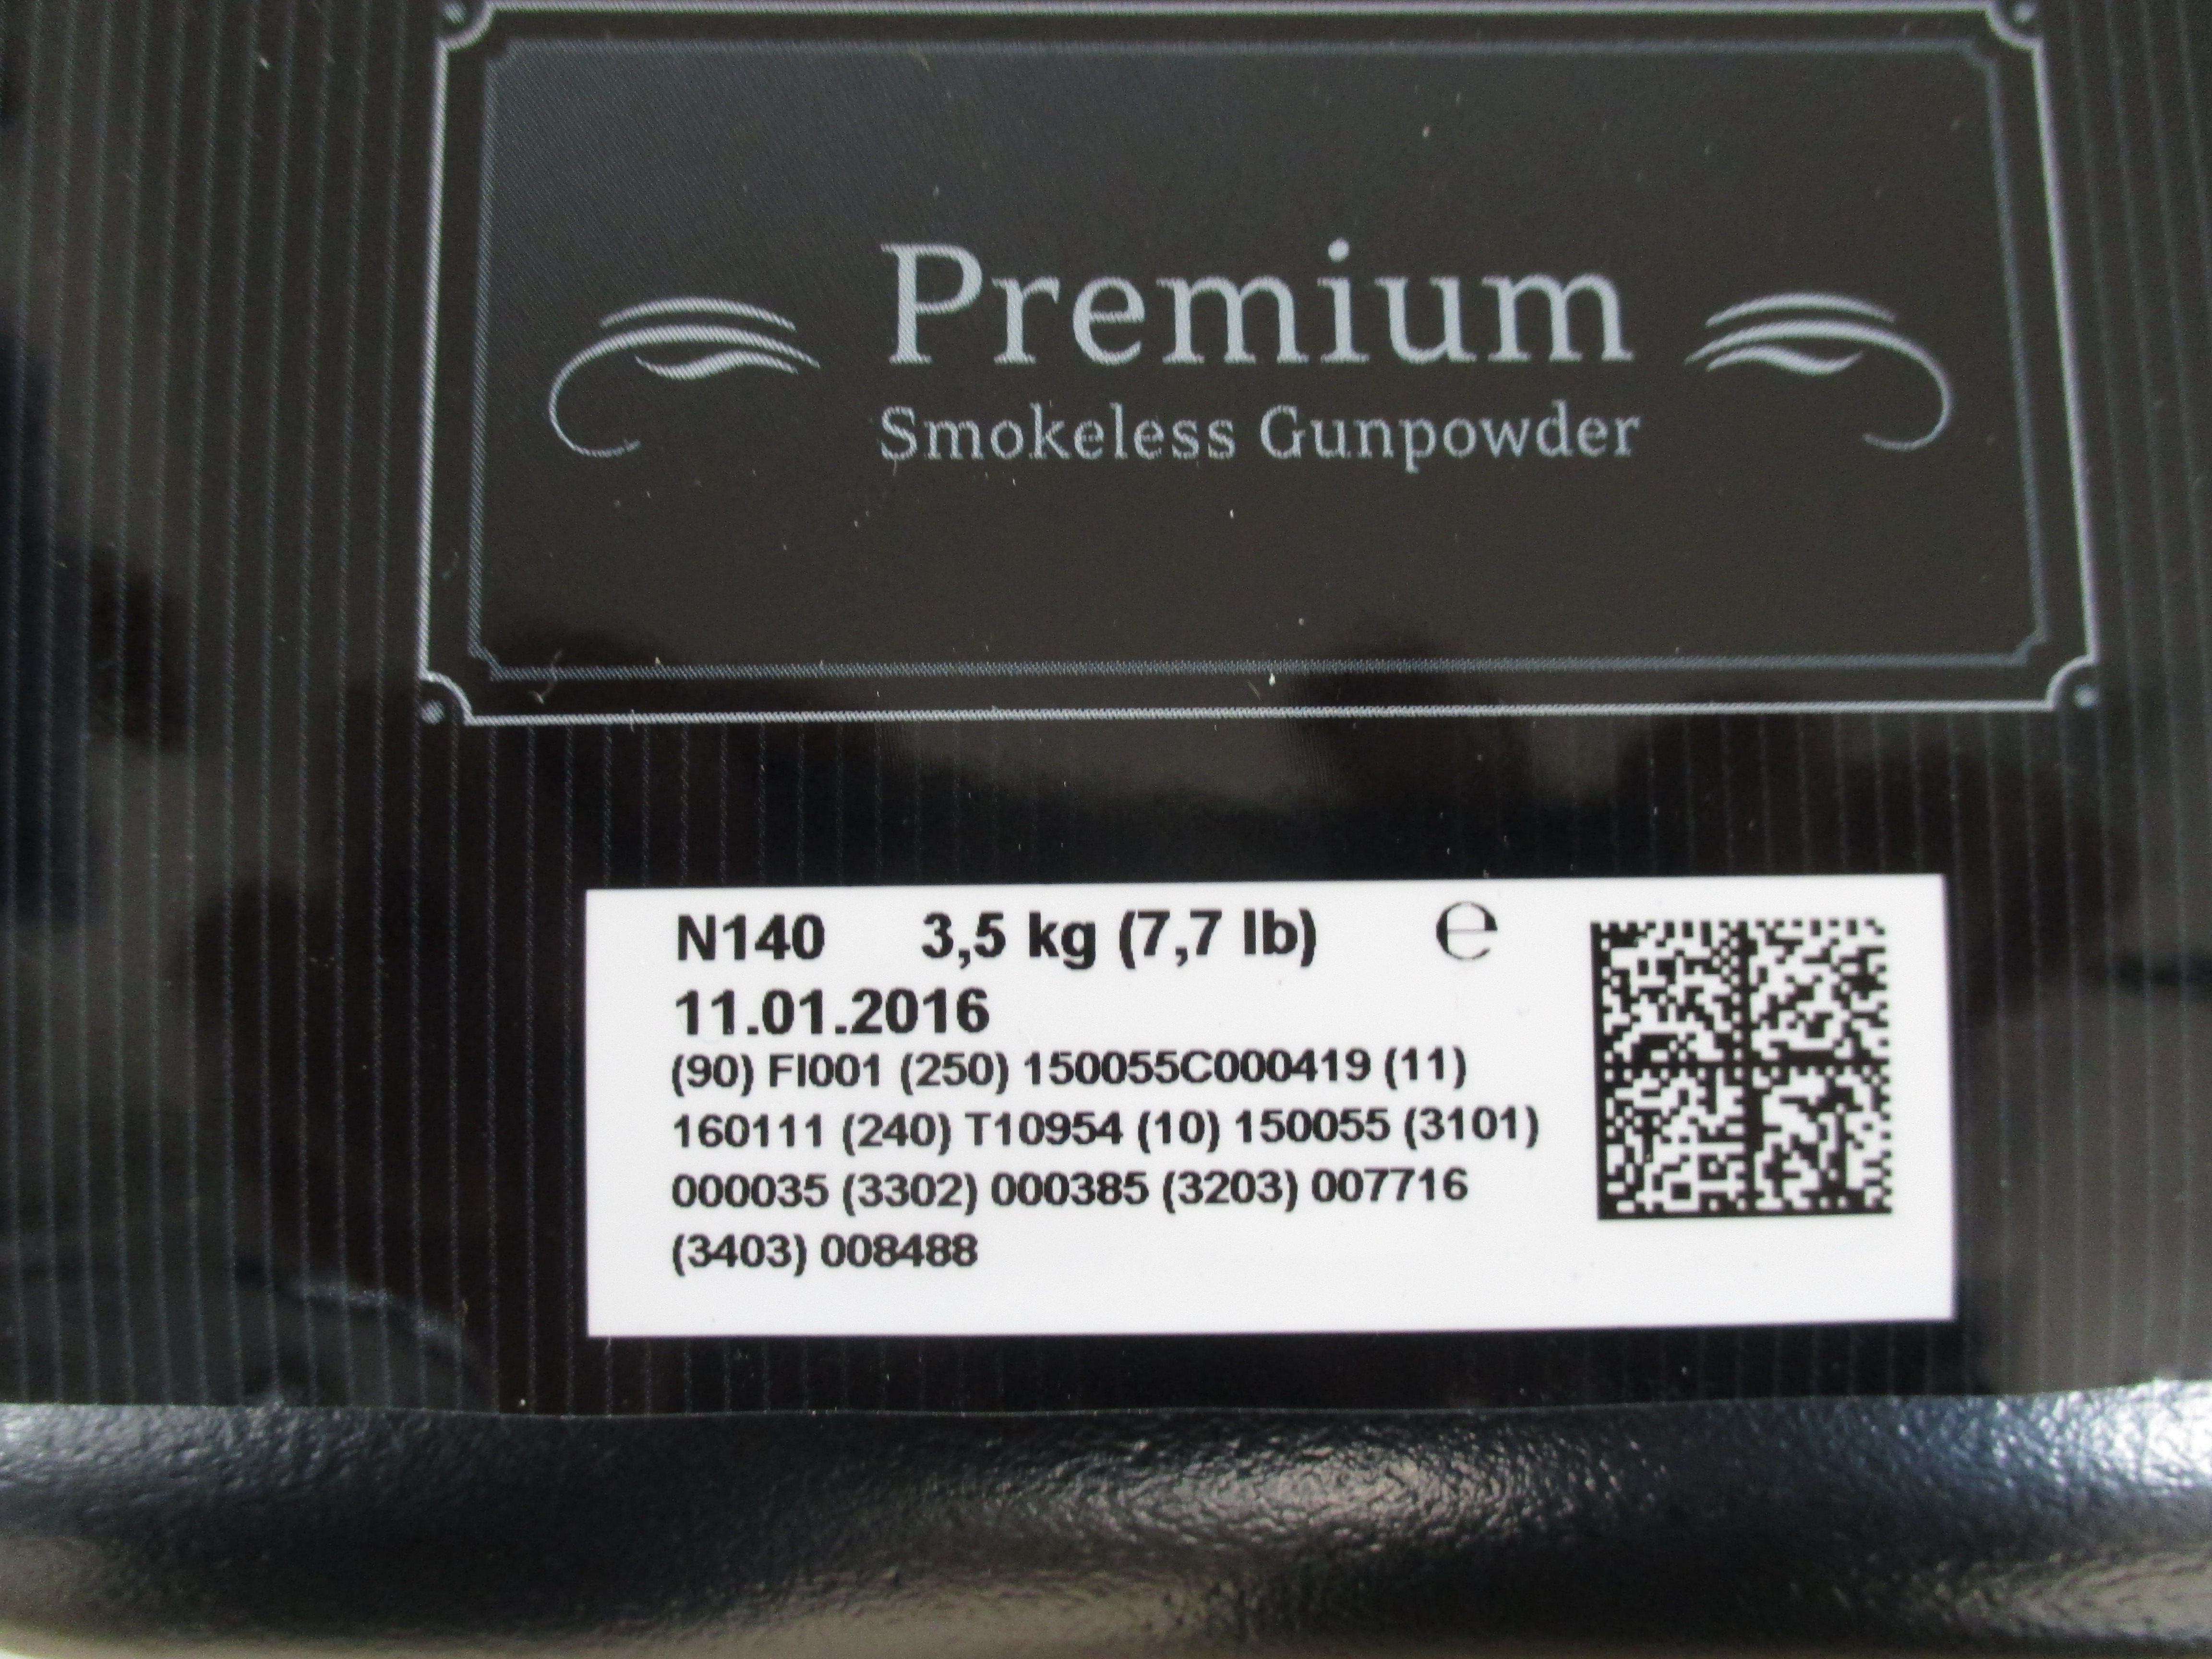 Premium
Smokeless Gunpowder
N140 3,5 kg (7,7 lb) ℮
11.01.2016
(90) FI001 (250) 150055C000419 (11)
160111 (240) T10954 (10) 150055 (3101)
000035 (3302) 000385 (3203) 007716
(3403) 008488